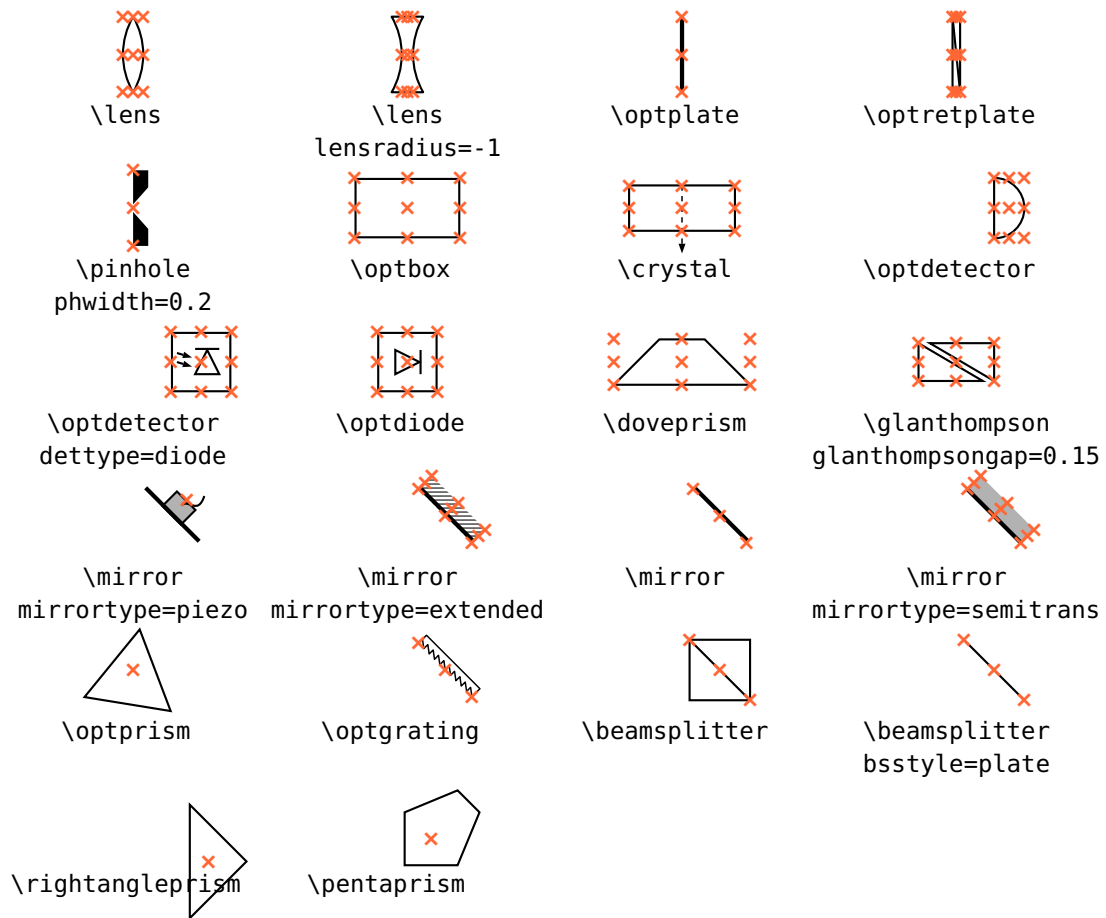 \lens
\lens
\optplate
\optretplate
lensradius=-1
\pinhole
\optbox
\crystal
\optdetector
phwidth=0.2
\optdetector
\optdiode
\doveprism
\glanthompson
dettype=diode
glanthompsongap=0.15
\mirror
\mirror
\mirror
\mirror
mirrortype=piezo
mirrortype=extended
mirrortype=semitrans
\optprism
\optgrating
\beamsplitter
\beamsplitter
bsstyle=plate
\rightangleprism
\pentaprism